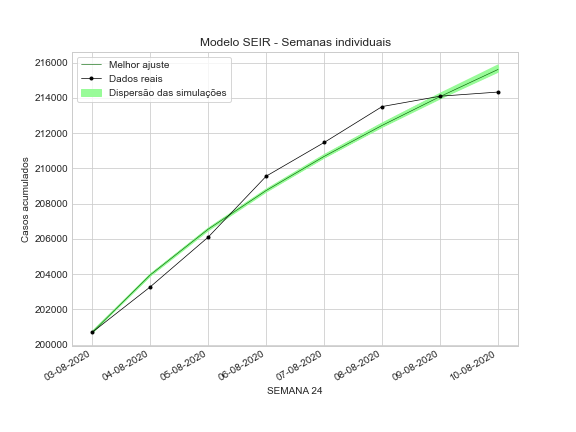 Modelo SEIR - Semanas individuais
Melhor ajuste
Dados reais
Dispersão das simulações
Casos acumulados
216000
214000
212000
210000
208000
206000
204000
202000
200000
03-08-2020
04-08-2020
05-08-2020
06-08-2020
07-08-2020
08-08-2020
09-08-2020
10-08-2020
SEMANA 24